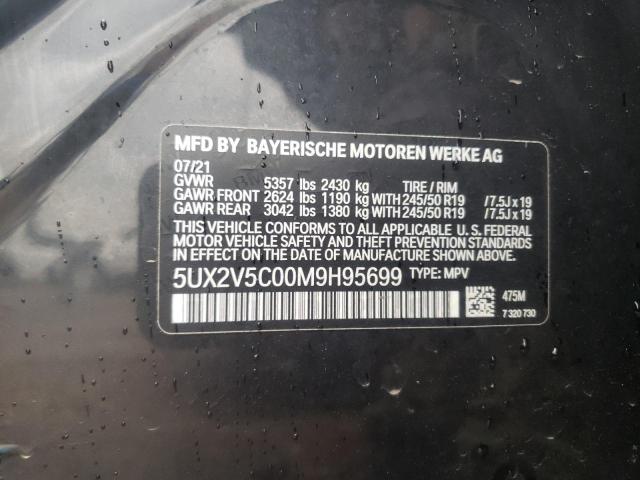 MFD BY BAYERISCHE MOTOREN WERKE AG
07/21
GVWR 5357 lbs 2430 kg TIRE / RIM
GAWR FRONT 2624 lbs 1190 kg WITH 245/50 R19 /7.5J x 19
GAWR REAR 3042 lbs 1380 kg WITH 245/50 R19 /7.5J x 19
THIS VEHICLE CONFORMS TO ALL APPLICABLE U.S. FEDERAL
MOTOR VEHICLE SAFETY AND THEFT PREVENTION STANDARDS
IN EFFECT ON THE DATE OF MANUFACTURE SHOWN ABOVE.
5UX2V5C00M9H95699 TYPE: MPV
475M
7 320 730